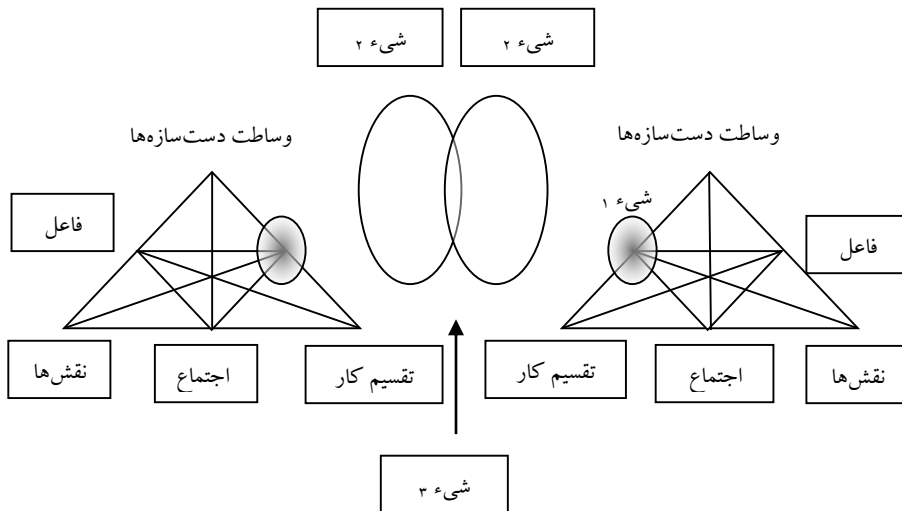 شیء ۲
شیء ۲
وساطت دست‌سازه‌ها
وساطت دست‌سازه‌ها
شیء ۱
فاعل
فاعل
نقش‌ها
اجتماع
تقسیم کار
تقسیم کار
اجتماع
نقش‌ها
شیء ۳